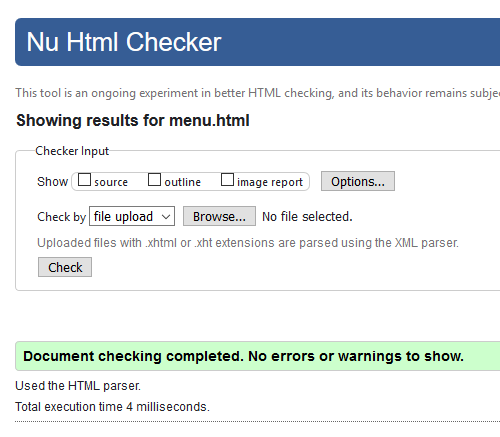 Nu Html Checker
This tool is an ongoing experiment in better HTML checking, and its behavior remains subje
Showing results for menu.html
Checker Input
Show source outline image report Options...
Check by file upload Browse... No file selected.
Uploaded files with .xhtml or .xht extensions are parsed using the XML parser.
Check
Document checking completed. No errors or warnings to show.
Used the HTML parser.
Total execution time 4 milliseconds.